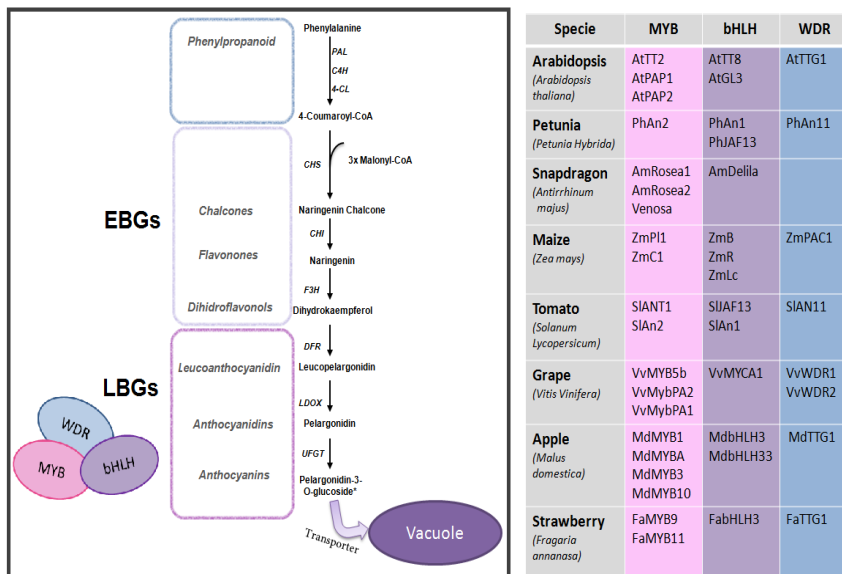 Phenylpropanoid
Phenylalanine
PAL
C4H
4-CL
4-Coumaroyl-CoA
CHS
3x Malonyl-CoA
EBGs
Chalcones
Naringenin Chalcone
CHI
Flavonones
Naringenin
F3H
Dihidroflavonols
Dihydrokaempferol
DFR
LBGs
Leucoanthocyanidin
Leucopelargonidin
LDOX
Anthocyanidins
Pelargonidin
UFGT
Anthocyanins
Pelargonidin-3-
O-glucoside*
WDR
MYB
bHLH
Transporter
Vacuole
Specie MYB bHLH WDR
Arabidopsis AtTT2 AtTT8 AtTTG1
(Arabidopsis AtPAP1 AtGL3
thaliana) AtPAP2
Petunia PhAn2 PhAn1 PhAn11
(Petunia Hybrida) PhJAF13
Snapdragon AmRosea1 AmDelila
(Antirrhinum AmRosea2
majus) Venosa
Maize ZmPl1 ZmB ZmPAC1
(Zea mays) ZmC1 ZmR
ZmLc
Tomato SlANT1 SlJAF13 SlAN11
(Solanum SlAn2 SlAn1
Lycopersicum)
Grape VvMYB5b VvMYCA1 VvWDR1
(Vitis Vinifera) VvMybPA2 VvWDR2
VvMybPA1
Apple MdMYB1 MdbHLH3 MdTTG1
(Malus MdMYBA MdbHLH33
domestica) MdMYB3
MdMYB10
Strawberry FaMYB9 FabHLH3 FaTTG1
(Fragaria FaMYB11
annanasa)